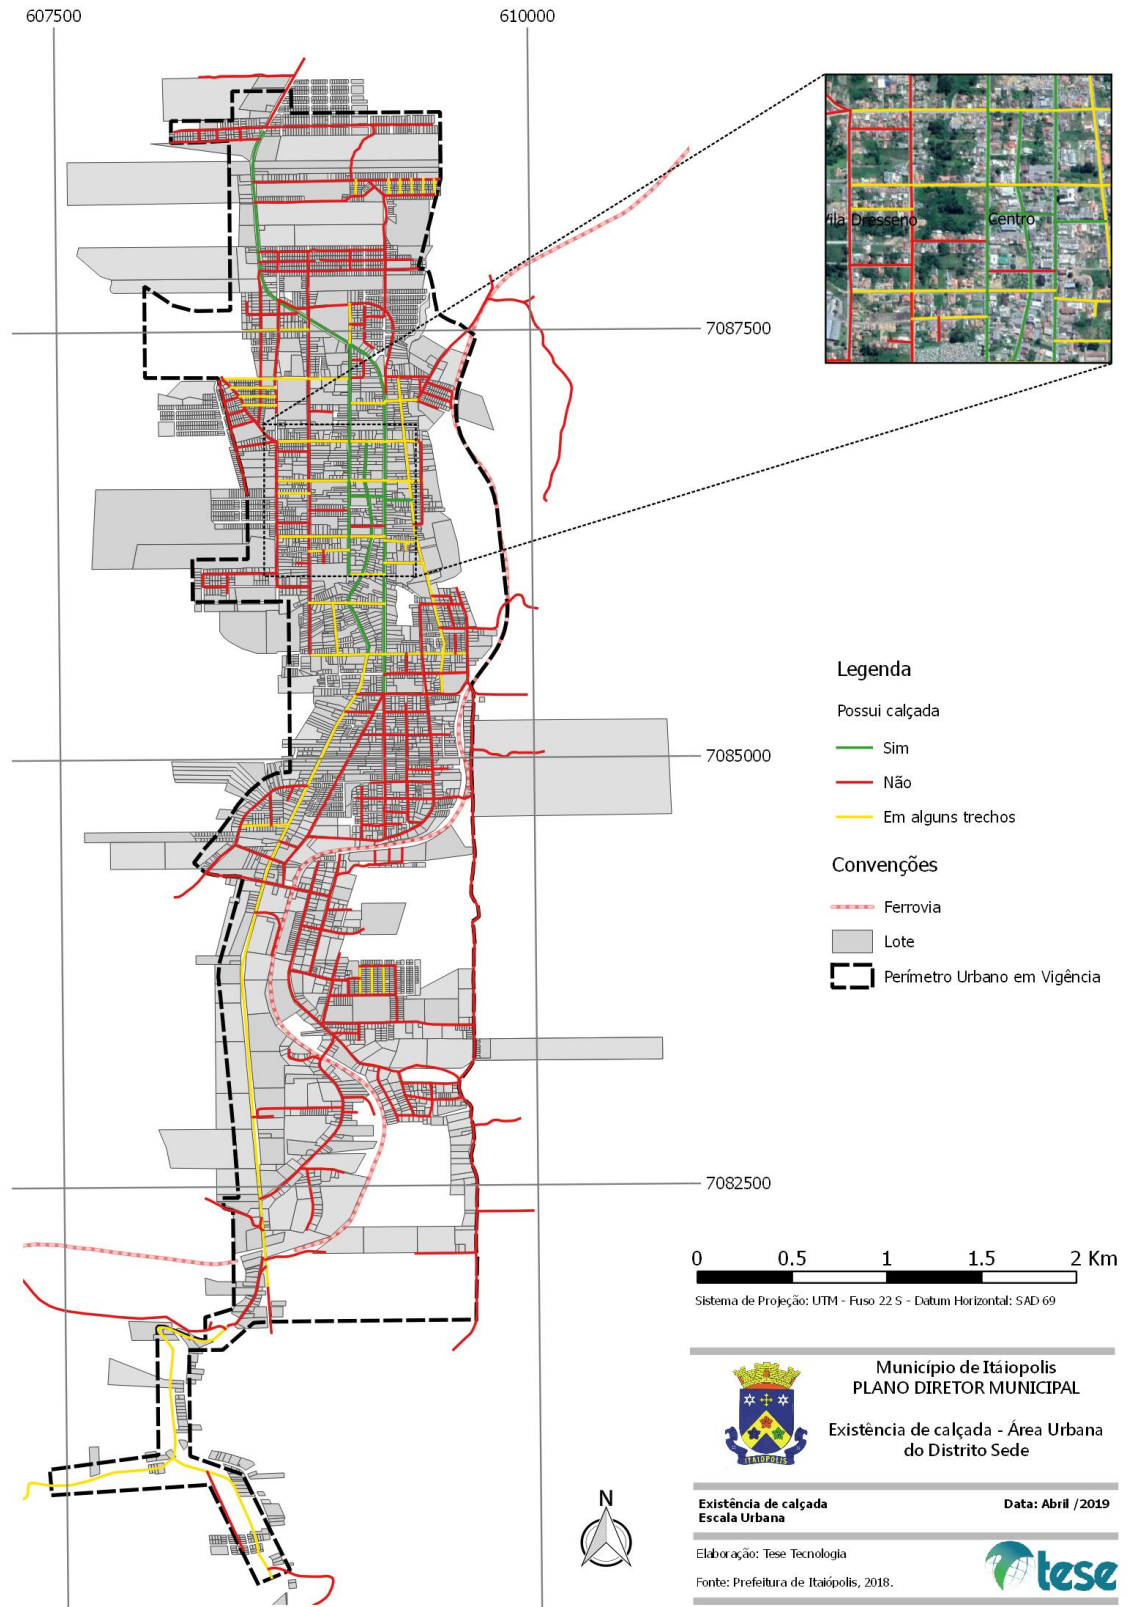 607500
610000
Vila Dresseno
Centro
7087500
Legenda
Possui calçada
Sim
7085000
Não
Em alguns trechos
Convenções
Ferrovia
Lote
Perímetro Urbano em Vigência
7082500
0 0.5 1 1.5 2 Km
Sistema de Projeção: UTM - Fuso 22 S - Datum Horizontal: SAD 69
Município de Itáiopolis
PLANO DIRETOR MUNICIPAL
Existência de calçada - Área Urbana
do Distrito Sede
ITAIOPOLIS
N
Existência de calçada
Data: Abril /2019
Escala Urbana
Elaboração: Tese Tecnologia
Fonte: Prefeitura de Itaiópolis, 2018.
tese